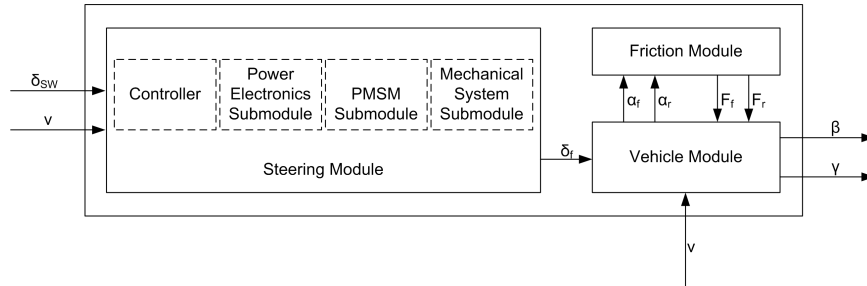 δSW
v
Controller
Power
Electronics
Submodule
PMSM
Submodule
Mechanical
System
Submodule
Steering Module
δf
Friction Module
αf
αr
Ff
Fr
Vehicle Module
β
γ
v